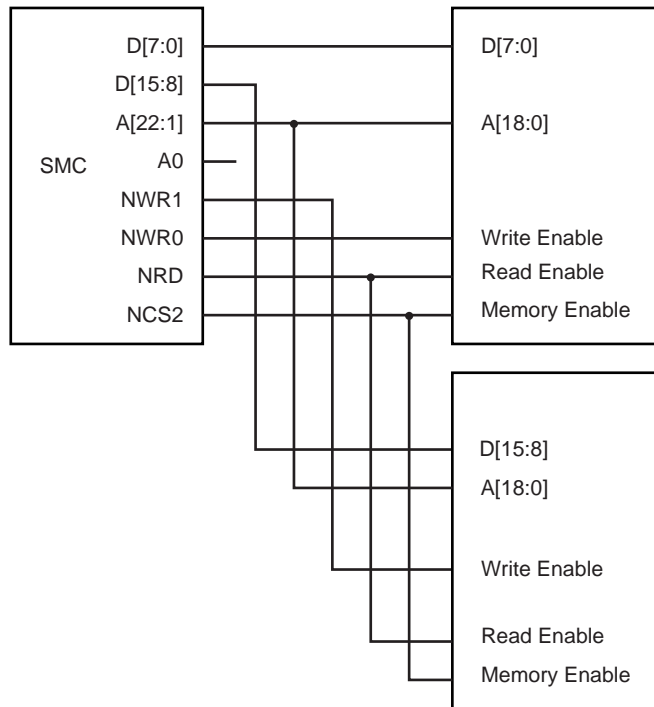 D[7:0]
D[15:8]
A[22:1]
SMC
A0
NWR1
NWR0
NRD
NCS2
D[7:0]
A[18:0]
Write Enable
Read Enable
Memory Enable
D[15:8]
A[18:0]
Write Enable
Read Enable
Memory Enable